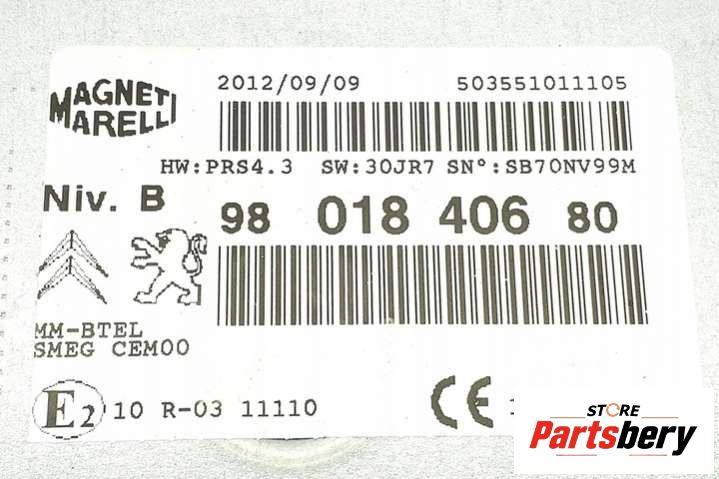 MAGNETI
MARELLI
2012/09/09 503551011105
HW:PRS4.3 SW:30JR7 SN°:SB70NV99M
Niv. B 98 018 406 80
MM-BTEL
SMEG CEM00
E2 10 R-03 11110 CE
STORE
Partsbery